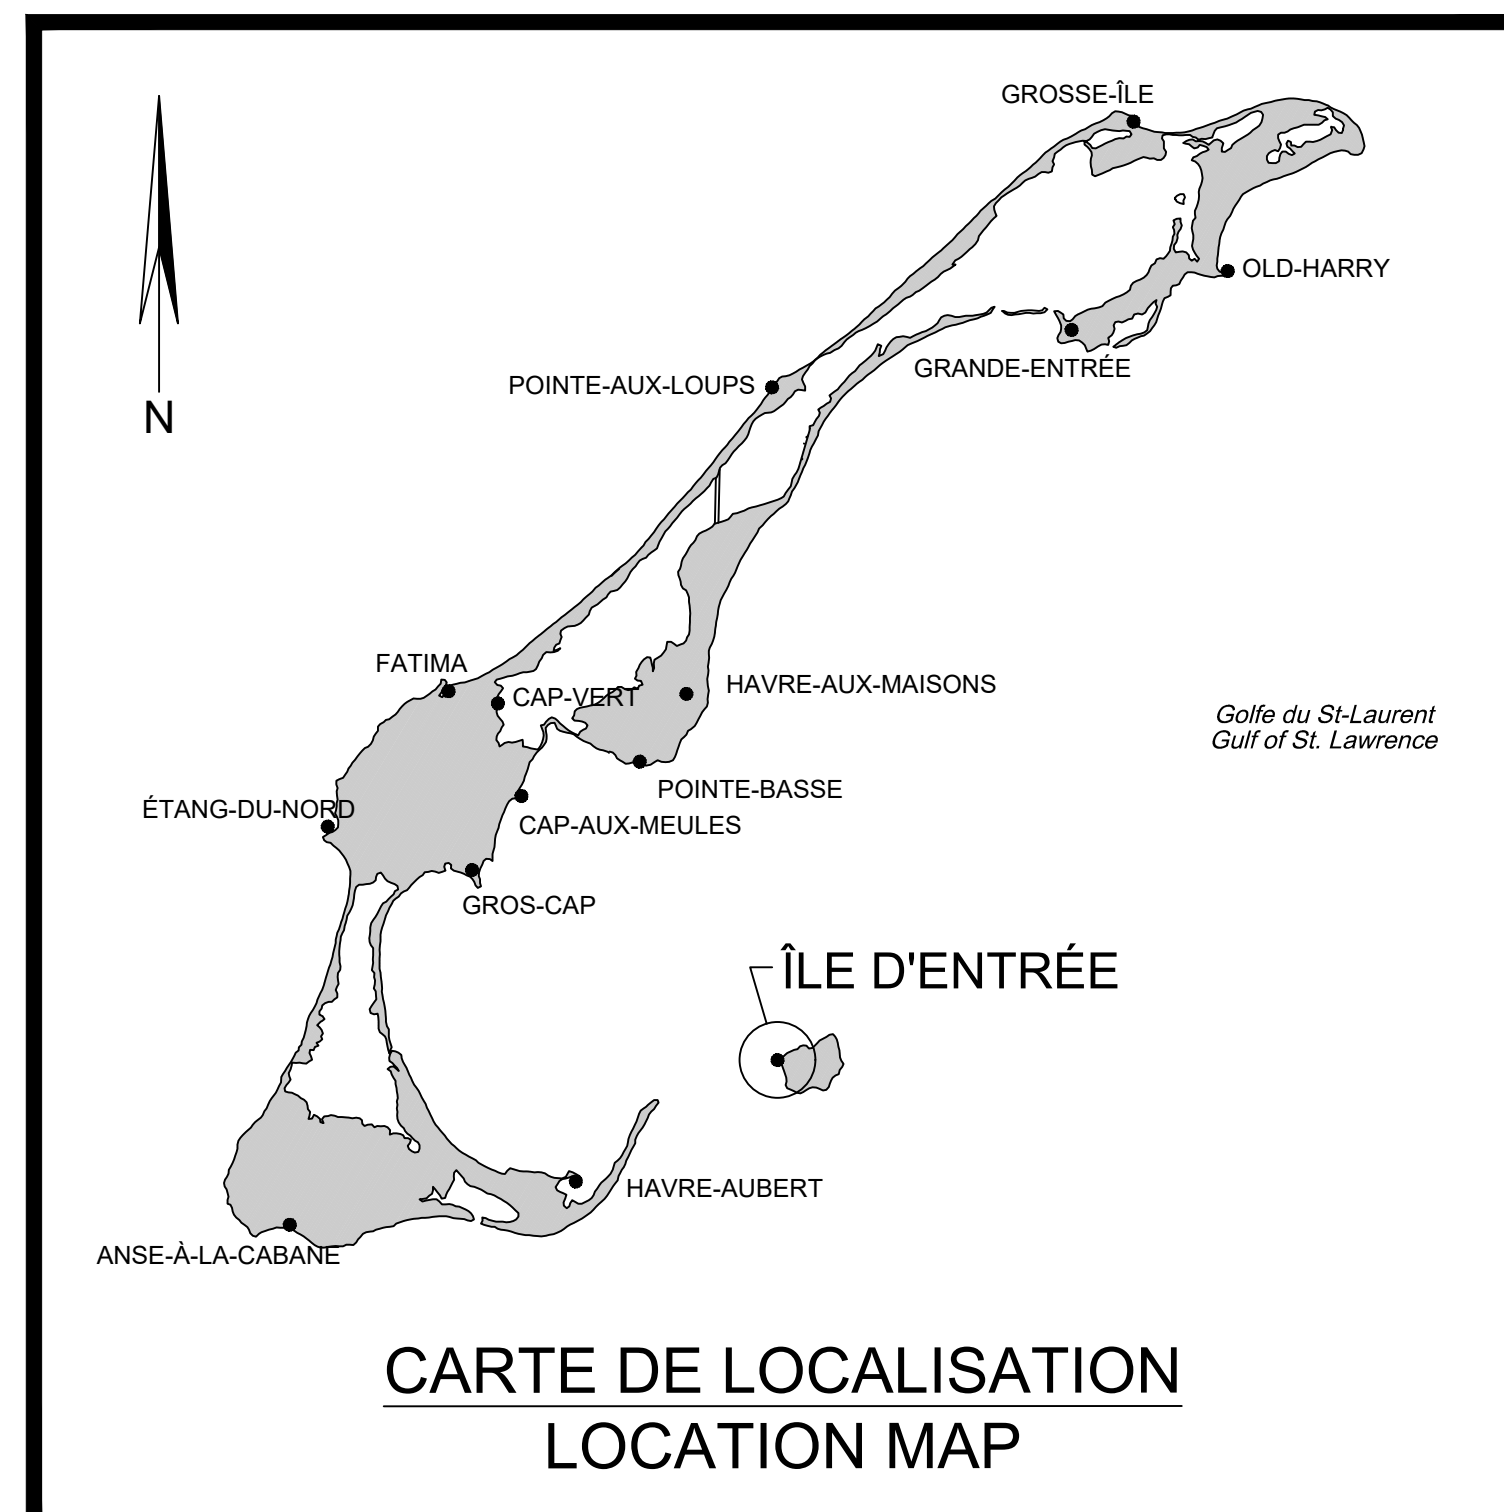 GROSSE-ÎLE
OLD-HARRY
GRANDE-ENTRÉE
POINTE-AUX-LOUPS
N
FATIMA
CAP-VERT
HAVRE-AUX-MAISONS
Golfe du St-Laurent
Gulf of St. Lawrence
POINTE-BASSE
ÉTANG-DU-NORD
CAP-AUX-MEULES
GROS-CAP
ÎLE D'ENTRÉE
HAVRE-AUBERT
ANSE-À-LA-CABANE
CARTE DE LOCALISATION
LOCATION MAP